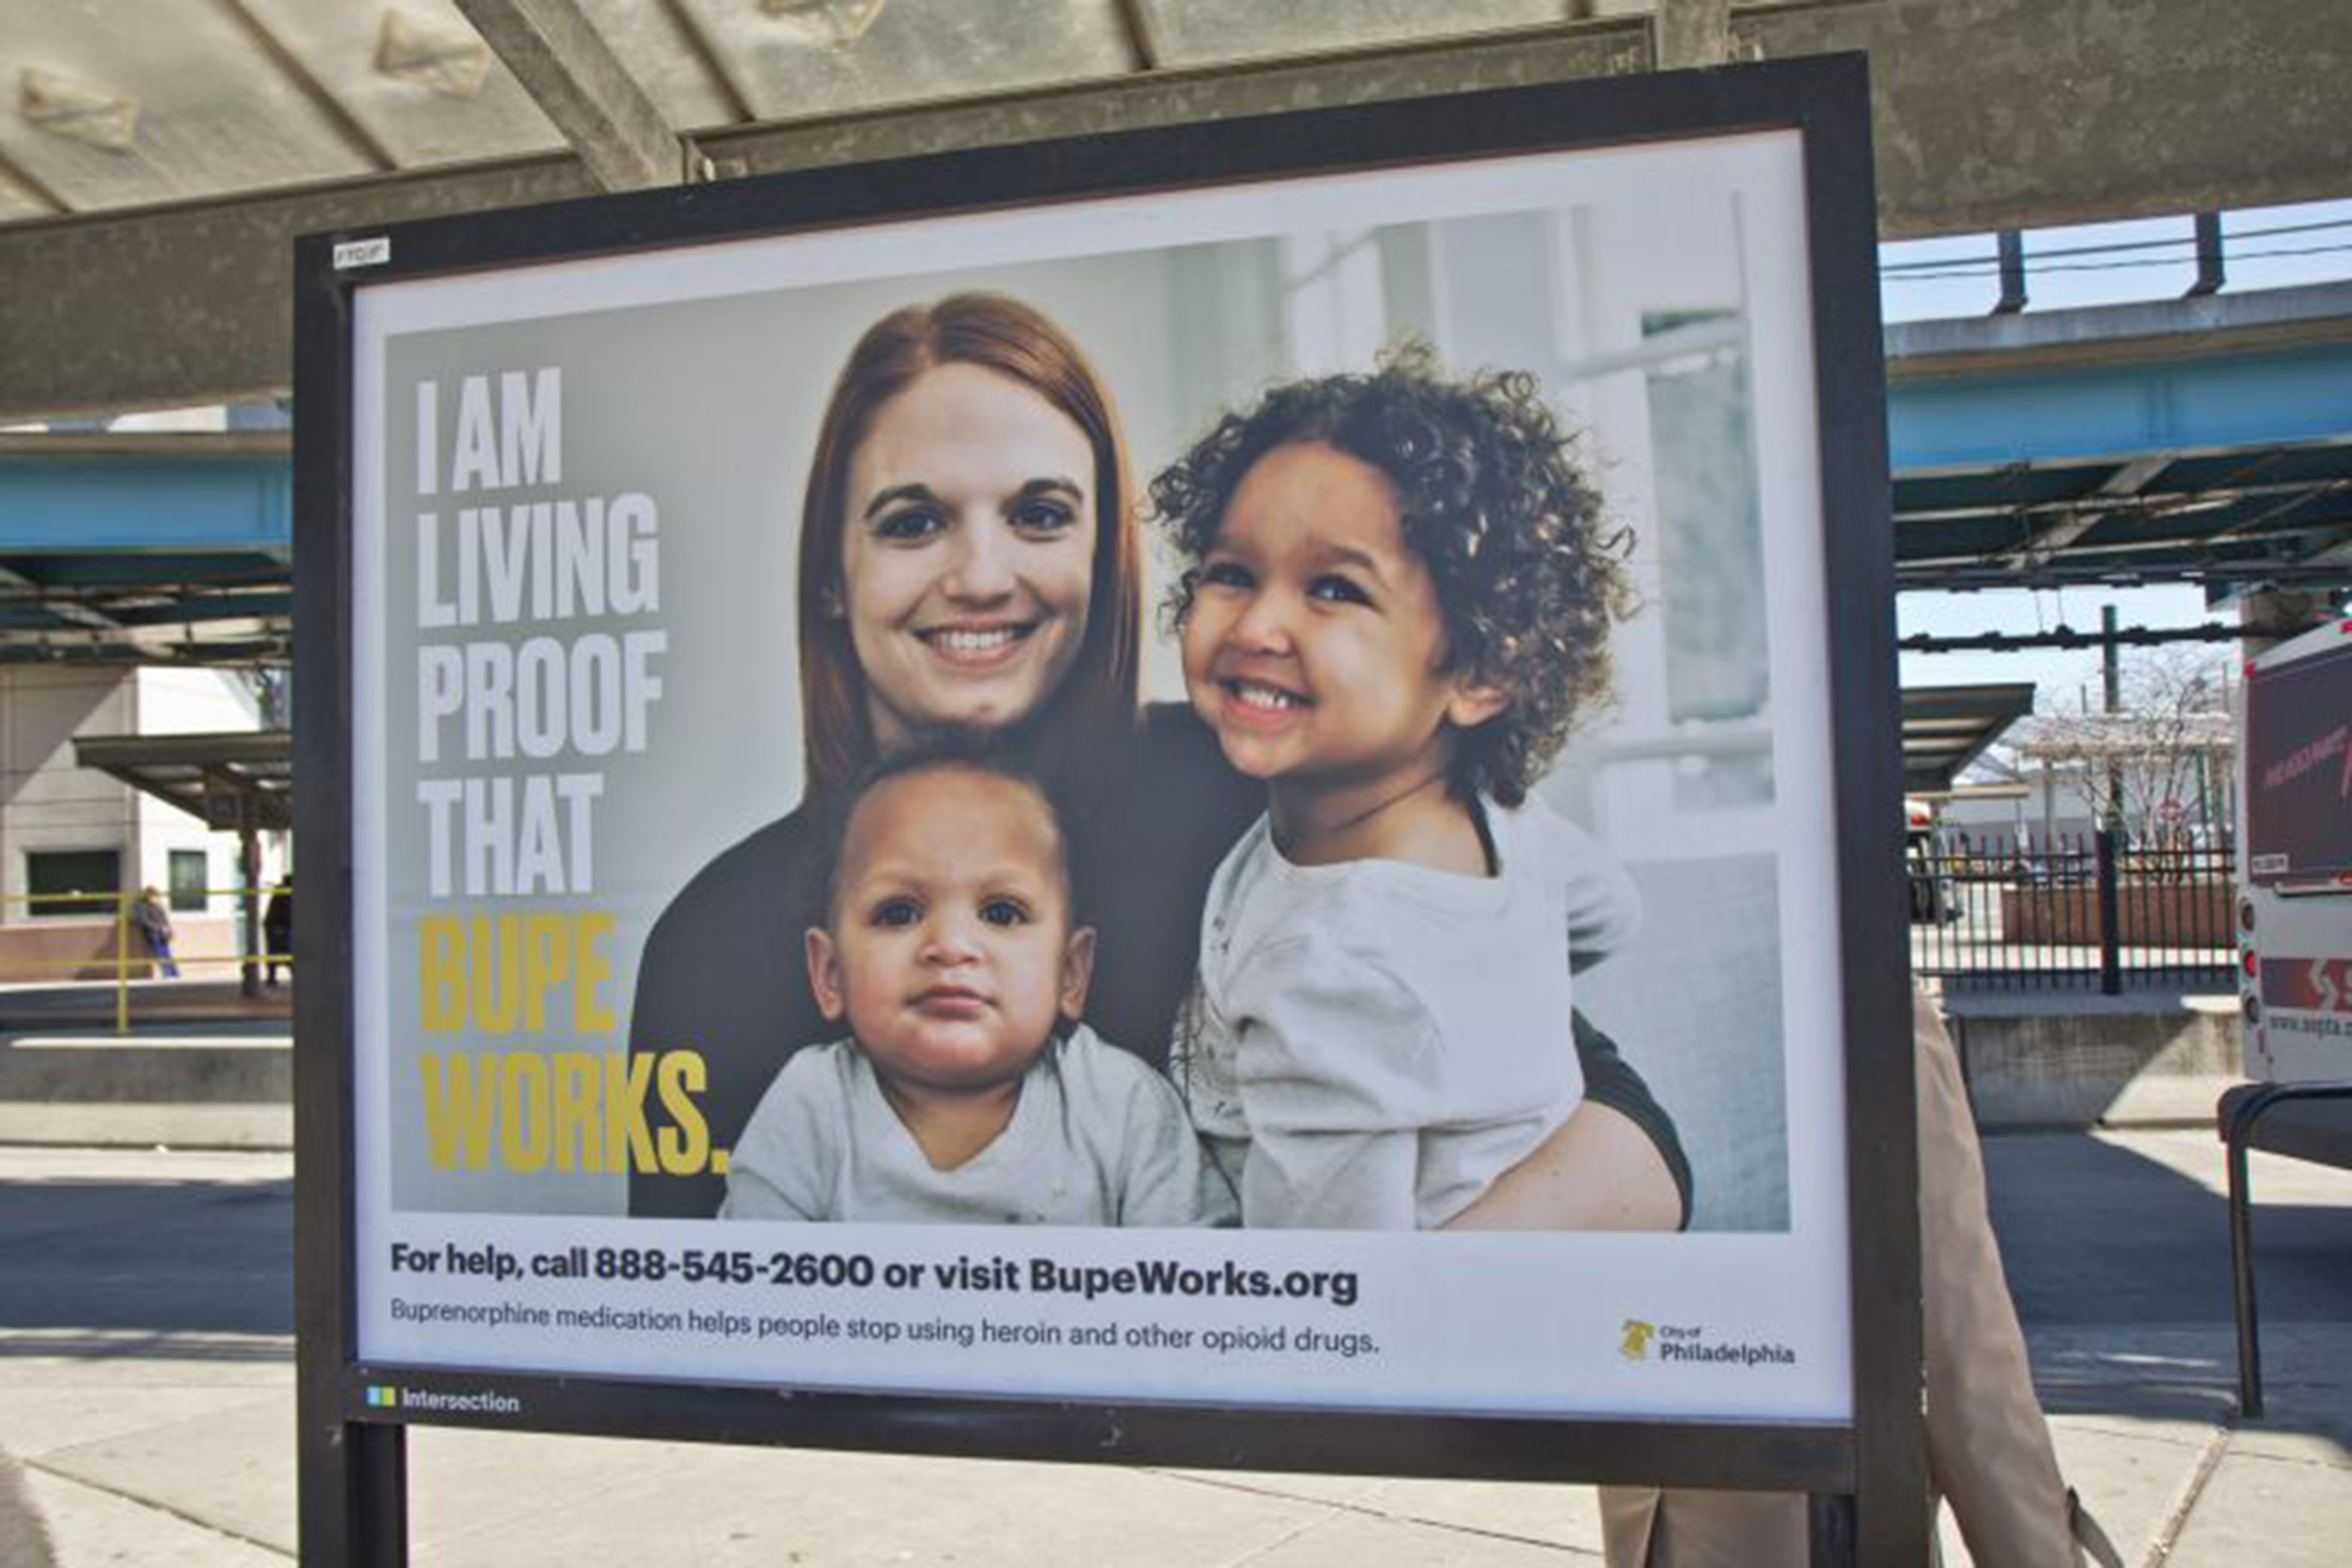 I AM
LIVING
PROOF
THAT
BUPE
WORKS.
For help, call 888-545-2600 or visit BupeWorks.org
Buprenorphine medication helps people stop using heroin and other opioid drugs.
City of
Philadelphia
Intersection